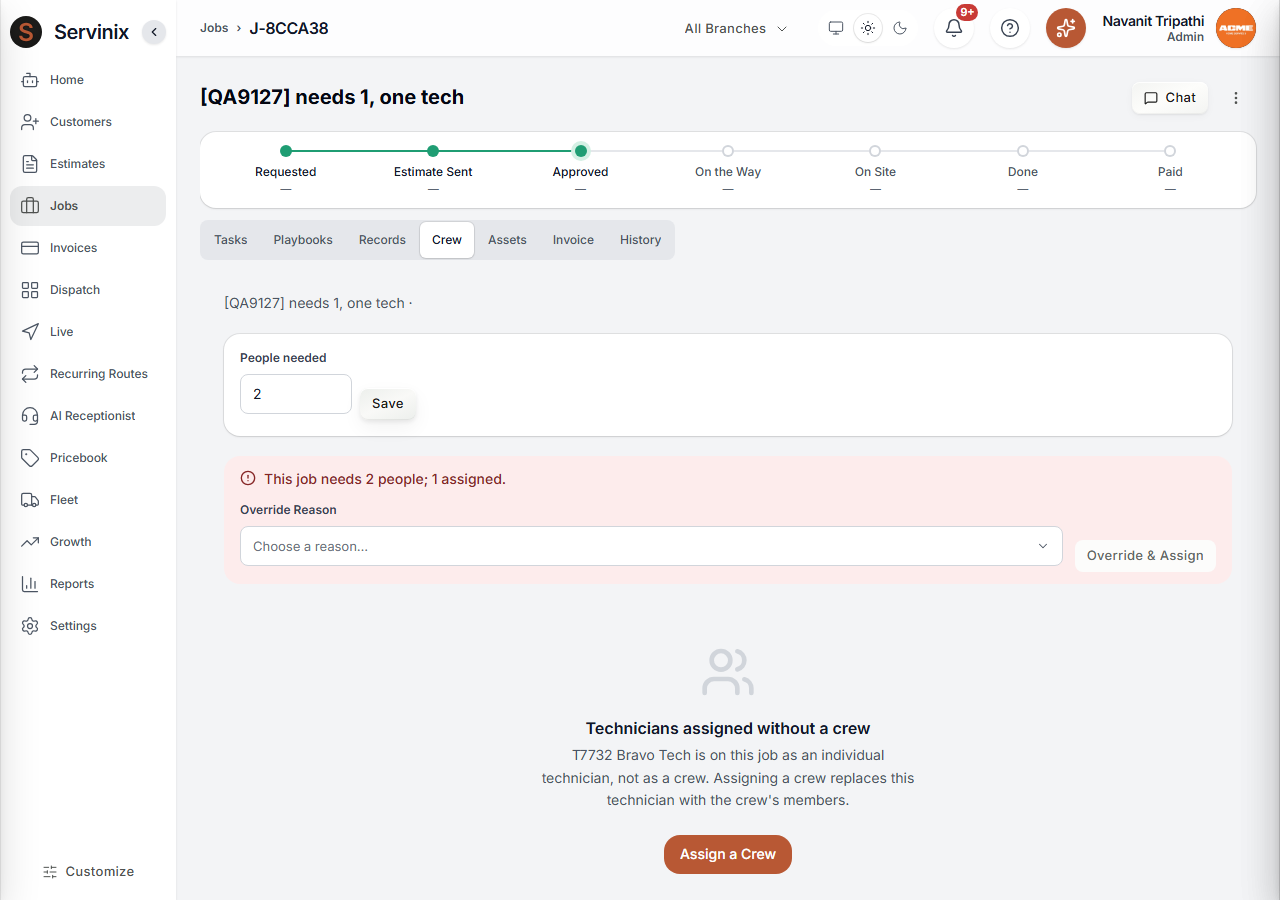 S
Servinix
Jobs › J-8CCA38
All Branches
9+
Navanit Tripathi
Admin
ACME
Home
Customers
Estimates
Jobs
Invoices
Dispatch
Live
Recurring Routes
AI Receptionist
Pricebook
Fleet
Growth
Reports
Settings
Customize
[QA9127] needs 1, one tech
Chat
Requested
Estimate Sent
Approved
On the Way
On Site
Done
Paid
— — — — — — —
Tasks
Playbooks
Records
Crew
Assets
Invoice
History
[QA9127] needs 1, one tech ·
People needed
2
Save
This job needs 2 people; 1 assigned.
Override Reason
Choose a reason...
Override & Assign
Technicians assigned without a crew
T7732 Bravo Tech is on this job as an individual
technician, not as a crew. Assigning a crew replaces this
technician with the crew's members.
Assign a Crew